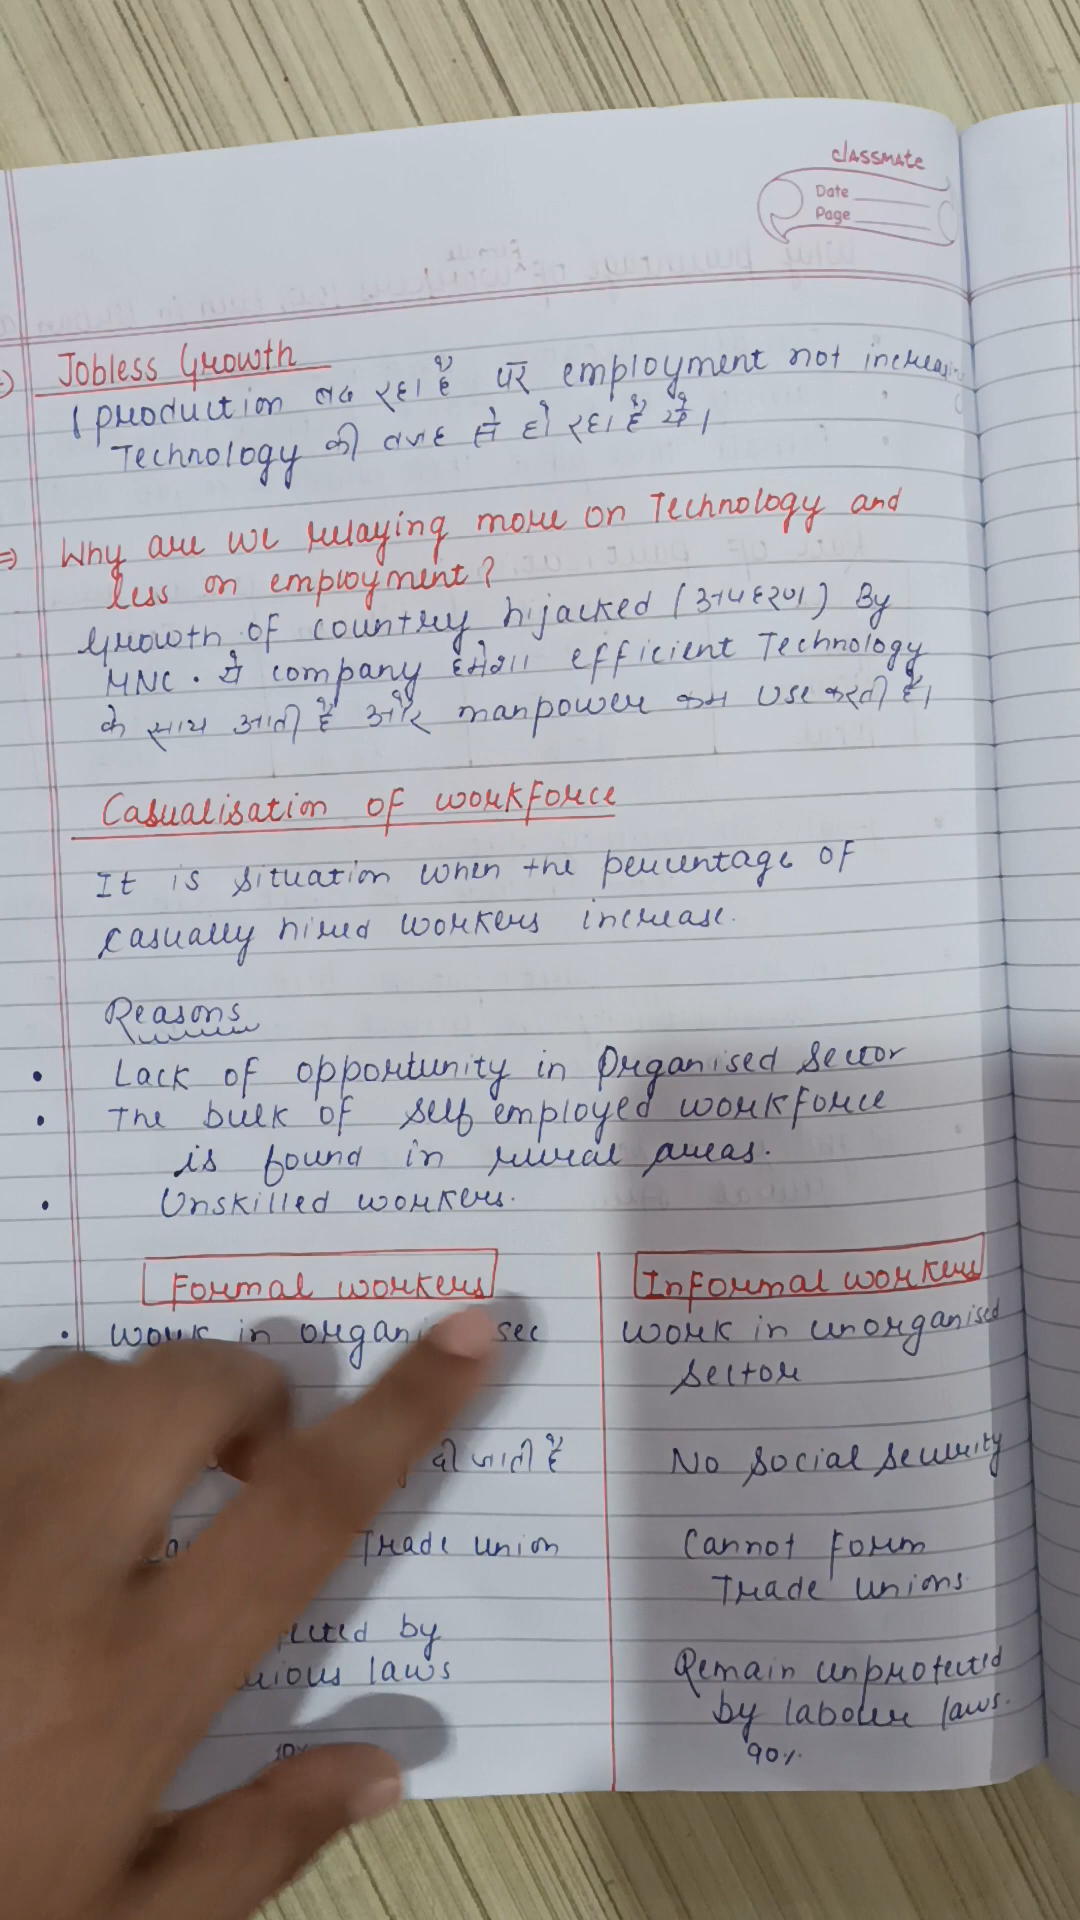 classmate
Date
Page
Jobless Growth
(production बढ़ रहा है पर employment not increasing
Technology की वजह से हो रहा है ये।
⇒ Why are we relaying more on Technology and
less on employment?
Growth of country hijacked (अपहरण) By
MNC. ये company हमेशा efficient Technology
के साथ आती है और manpower कम use करती है।
Casualisation of workforce
It is situation when the percentage of
casually hired workers increase.
Reasons
• Lack of opportunity in Organised sector
• The bulk of self employed workforce
is found in rural areas.
• Unskilled workers.
Formal workers
Informal workers
• Work in sec
Work in unorganised
sector
दी जाती है
No social security
Trade union
Cannot form
Trade unions
by
laws
Remain unprotected
by labour laws.
10%
90%